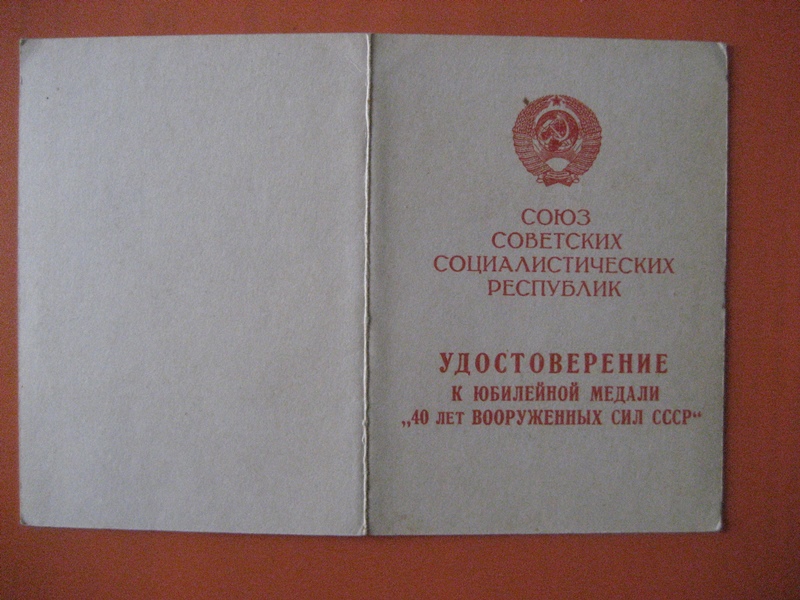 СОЮЗ
СОВЕТСКИХ
СОЦИАЛИСТИЧЕСКИХ
РЕСПУБЛИК
УДОСТОВЕРЕНИЕ
К ЮБИЛЕЙНОЙ МЕДАЛИ
„40 лет ВООРУЖЕННЫХ СИЛ СССР“